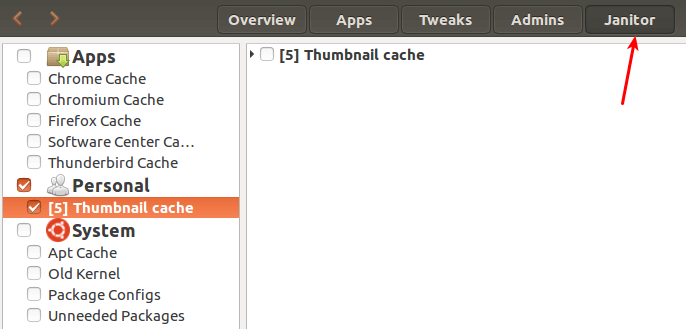 Overview Apps Tweaks Admins Janitor
Apps
Chrome Cache
Chromium Cache
Firefox Cache
Software Center Ca...
Thunderbird Cache
Personal
[5] Thumbnail cache
System
Apt Cache
Old Kernel
Package Configs
Unneeded Packages
[5] Thumbnail cache